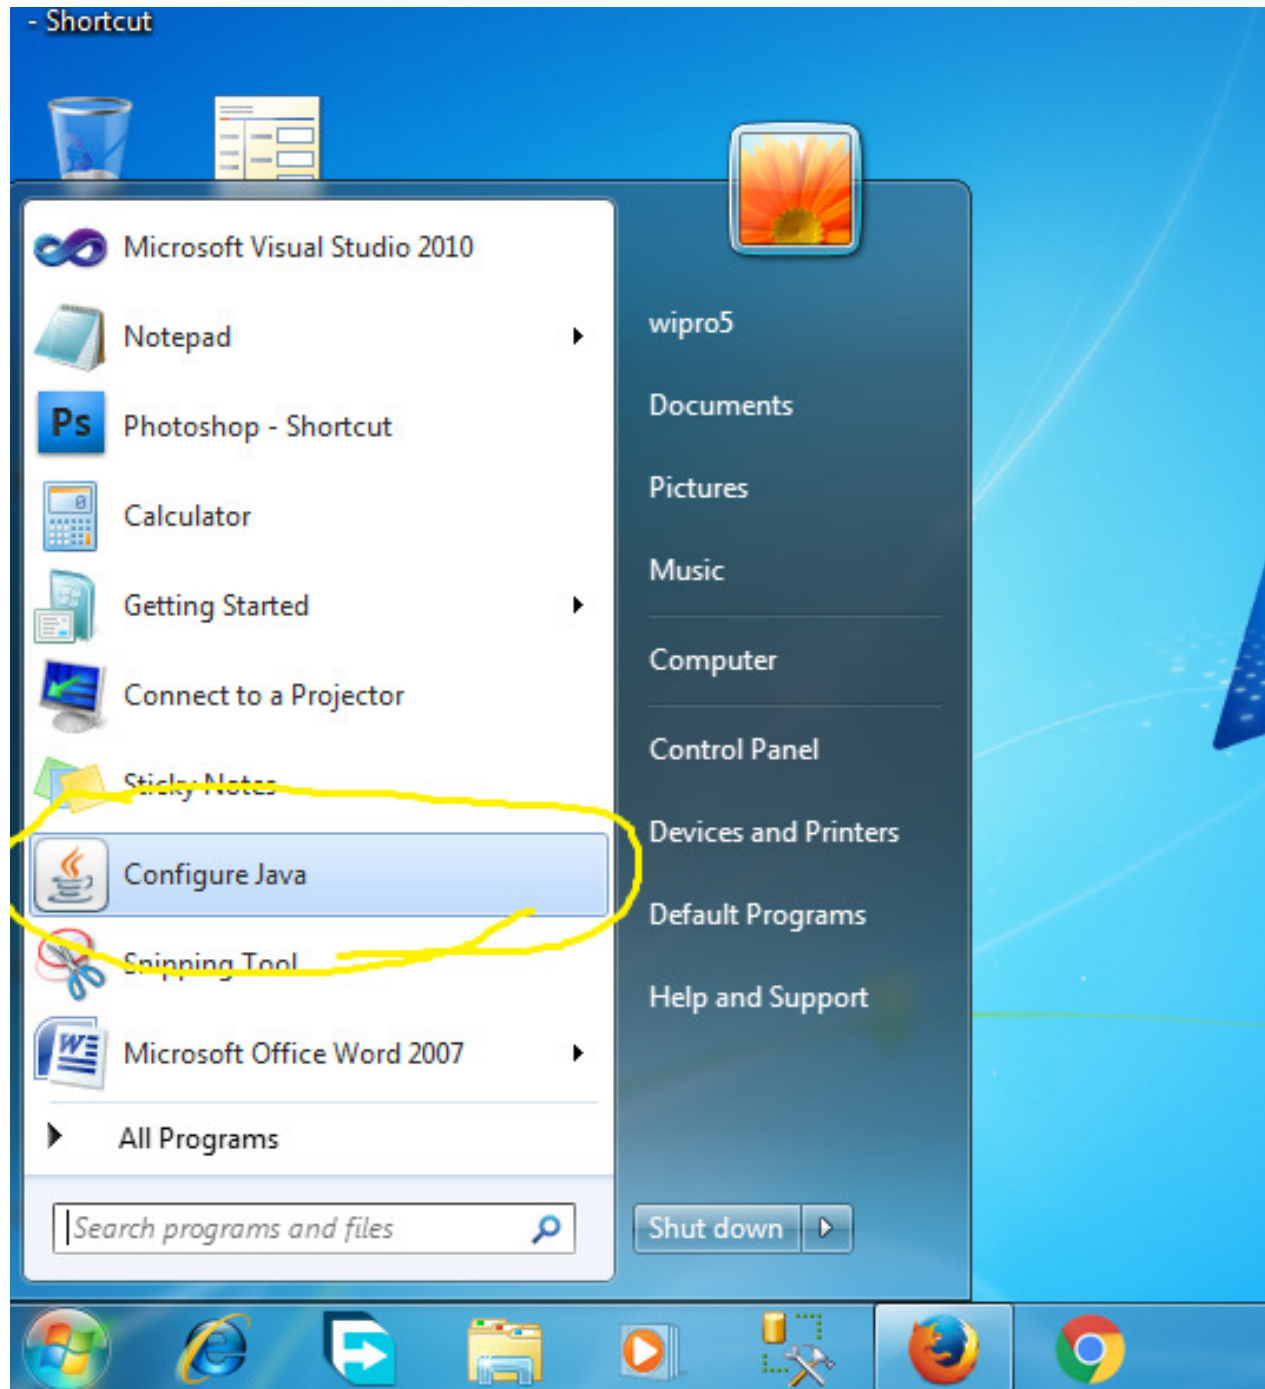 - Shortcut
Microsoft Visual Studio 2010
Notepad
Photoshop - Shortcut
Calculator
Getting Started
Connect to a Projector
Sticky Notes
Configure Java
Snipping Tool
Microsoft Office Word 2007
All Programs
Search programs and files
wipro5
Documents
Pictures
Music
Computer
Control Panel
Devices and Printers
Default Programs
Help and Support
Shut down
Ps
0
W